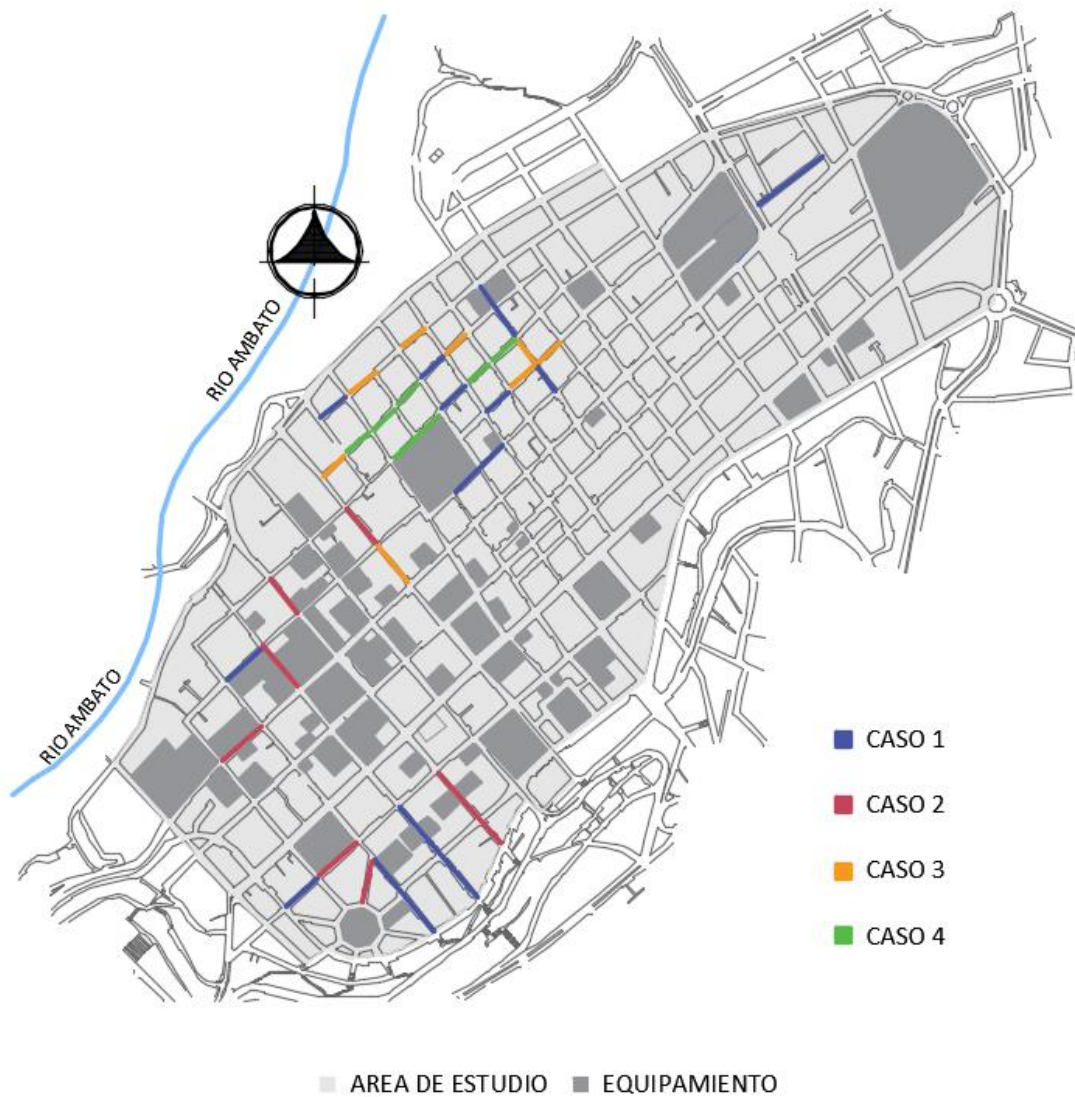 RIO AMBATO
RIO AMBATO
CASO 1
CASO 2
CASO 3
CASO 4
AREA DE ESTUDIO
EQUIPAMIENTO